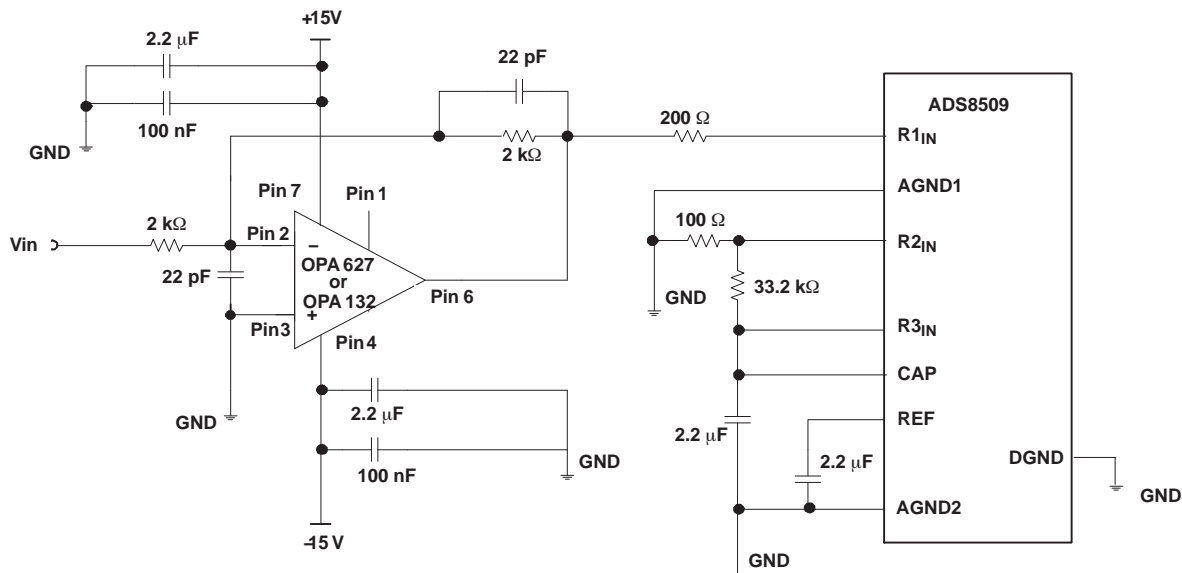 +15V
2.2 μF
100 nF
GND
22 pF
2 kΩ
200 Ω
ADS8509
R1IN
AGND1
Pin 7
Pin 1
Vin
2 kΩ
Pin 2
–
22 pF
OPA 627
or
OPA 132
+
Pin3
Pin 6
Pin 4
GND
2.2 μF
100 nF
GND
–15 V
100 Ω
R2IN
GND
33.2 kΩ
R3IN
CAP
2.2 μF
REF
2.2 μF
DGND
GND
AGND2
GND